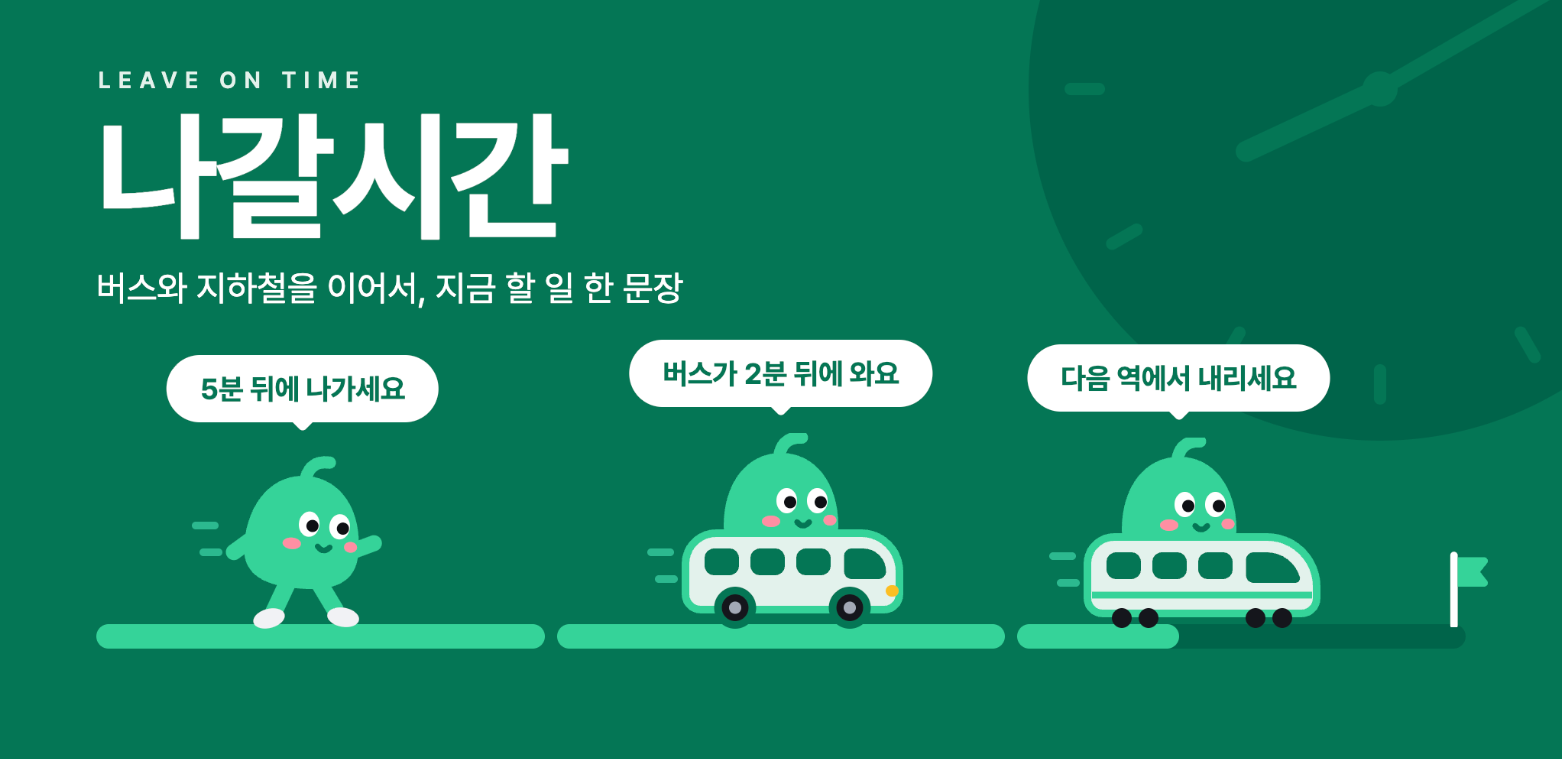 LEAVE ON TIME
나갈시간
버스와 지하철을 이어서, 지금 할 일 한 문장
5분 뒤에 나가세요
버스가 2분 뒤에 와요
다음 역에서 내리세요